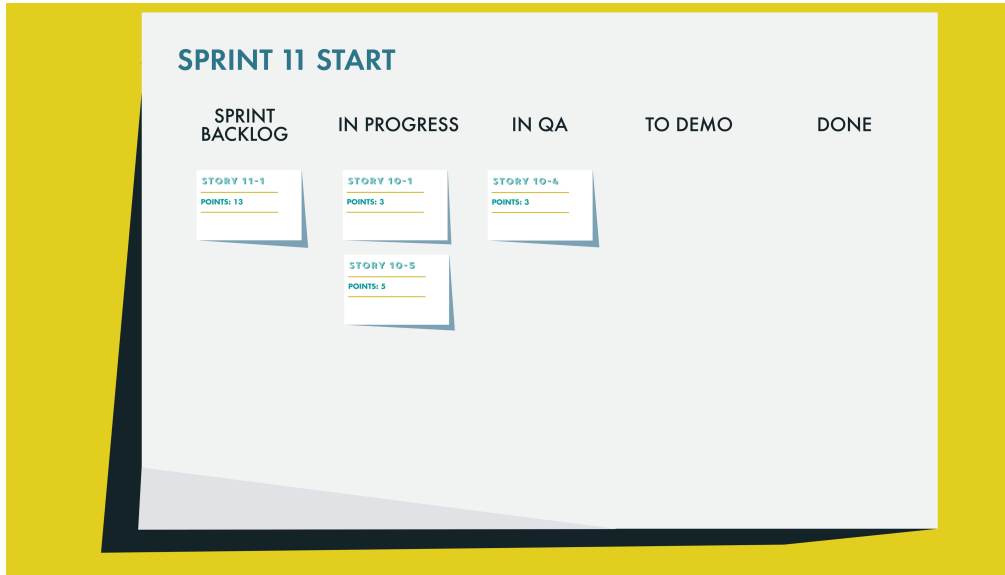 SPRINT 11 START
SPRINT
BACKLOG
IN PROGRESS
IN QA
TO DEMO
DONE
STORY 11-1
POINTS: 13
STORY 10-1
POINTS: 3
STORY 10-5
POINTS: 5
STORY 10-4
POINTS: 3